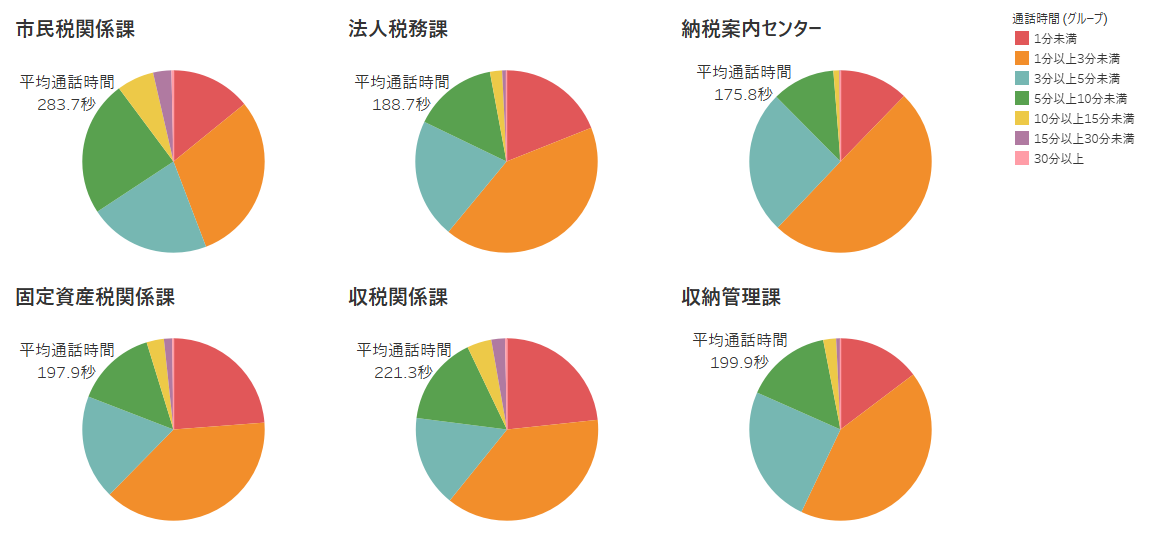 市民税関係課
平均通話時間
283.7秒
法人税務課
平均通話時間
188.7秒
納税案内センター
平均通話時間
175.8秒
通話時間 (グループ)
1分未満
1分以上3分未満
3分以上5分未満
5分以上10分未満
10分以上15分未満
15分以上30分未満
30分以上
固定資産税関係課
平均通話時間
197.9秒
収税関係課
平均通話時間
221.3秒
収納管理課
平均通話時間
199.9秒